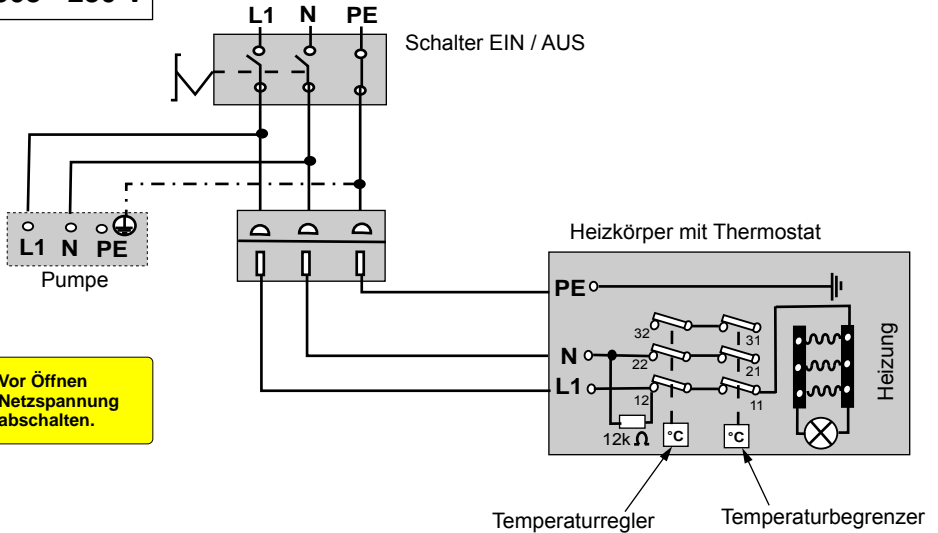 L1 N PE
Schalter EIN / AUS
L1 N PE
Pumpe
Heizkörper mit Thermostat
PE
32
31
N
22
21
L1
12
11
12k Ω
°C
°C
Heizung
Vor Öffnen
Netzspannung
abschalten.
Temperaturregler
Temperaturbegrenzer